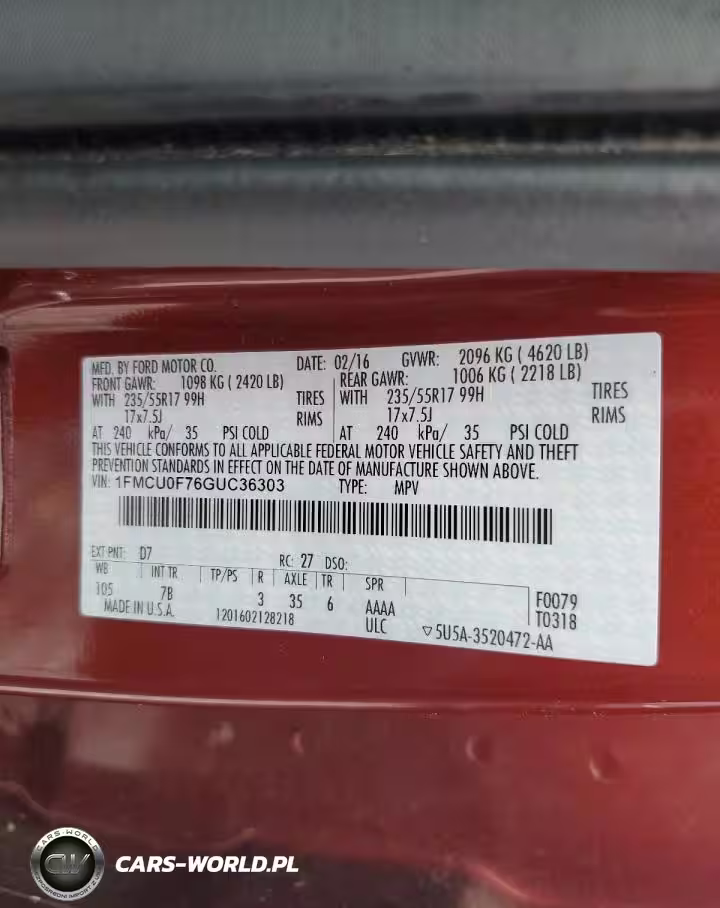 MFD. BY FORD MOTOR CO. DATE: 02/16 GVWR: 2096 KG ( 4620 LB)
FRONT GAWR: 1098 KG ( 2420 LB) REAR GAWR: 1006 KG ( 2218 LB)
WITH 235/55R17 99H TIRES WITH 235/55R17 99H TIRES
17x7.5J RIMS 17x7.5J RIMS
AT 240 kPa/ 35 PSI COLD AT 240 kPa/ 35 PSI COLD
THIS VEHICLE CONFORMS TO ALL APPLICABLE FEDERAL MOTOR VEHICLE SAFETY AND THEFT
PREVENTION STANDARDS IN EFFECT ON THE DATE OF MANUFACTURE SHOWN ABOVE.
VIN: 1FMCU0F76GUC36303 TYPE: MPV
EXT PNT: D7 RC: 27 DSO:
WB INT TR TP/PS R AXLE TR SPR
105 7B 3 35 6 AAAA F0079
MADE IN U.S.A. 1201602128218 ULC T0318
▽5U5A-3520472-AA
CARS-WORLD
CW
CARS-WORLD.PL